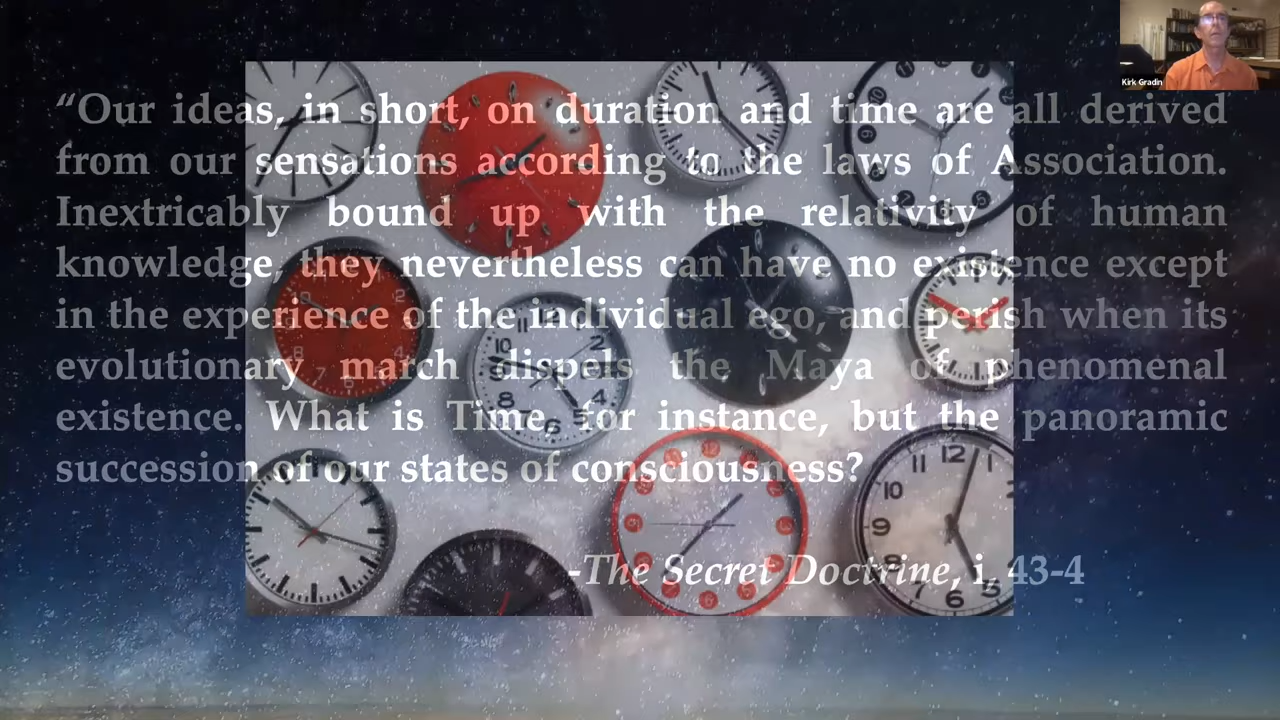 “Our ideas, in short, on duration and time are all derived
from our sensations according to the laws of Association.
Inextricably bound up with the relativity of human
knowledge, they nevertheless can have no existence except
in the experience of the individual ego, and perish when its
evolutionary march dispels the Maya of phenomenal
existence. What is Time, for instance, but the panoramic
succession of our states of consciousness?
-The Secret Doctrine, i, 43-4
Kirk Gradin